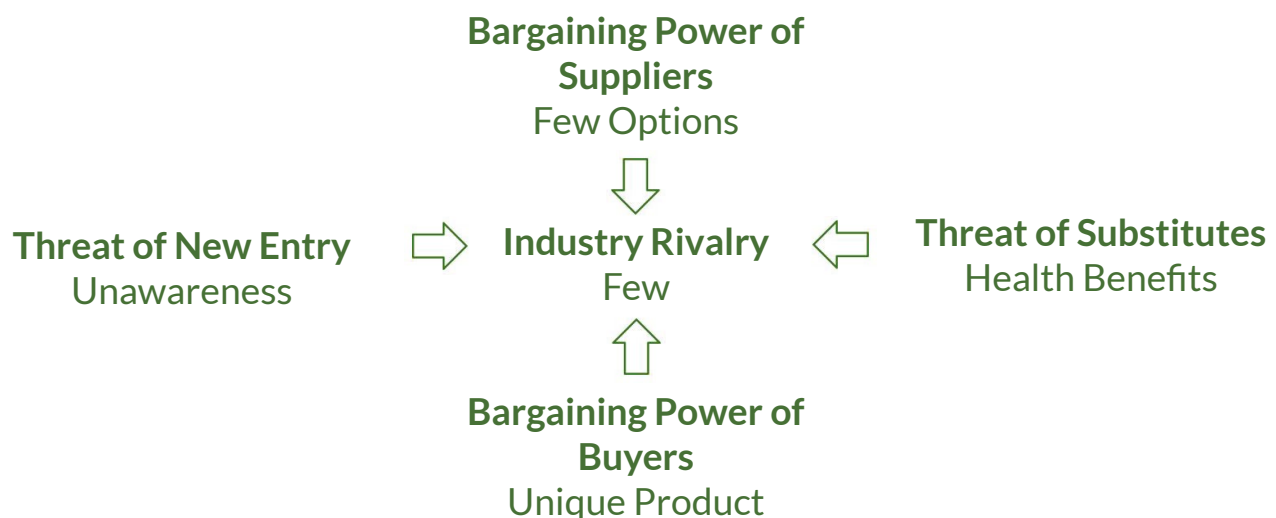 Bargaining Power of
Suppliers
Few Options
Threat of New Entry
Unawareness
Industry Rivalry
Few
Threat of Substitutes
Health Benefits
Bargaining Power of
Buyers
Unique Product